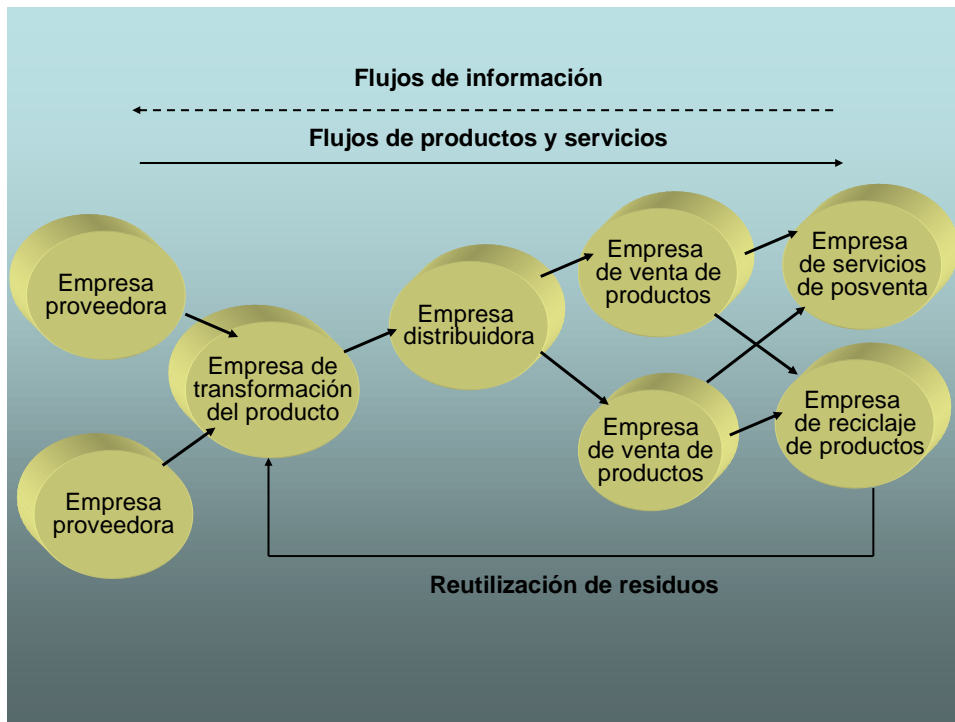 Flujos de información
Flujos de productos y servicios
Empresa
proveedora
Empresa
proveedora
Empresa de
transformación
del producto
Empresa
distribuidora
Empresa
de venta de
productos
Empresa
de venta de
productos
Empresa
de servicios
de posventa
Empresa
de reciclaje
de productos
Reutilización de residuos